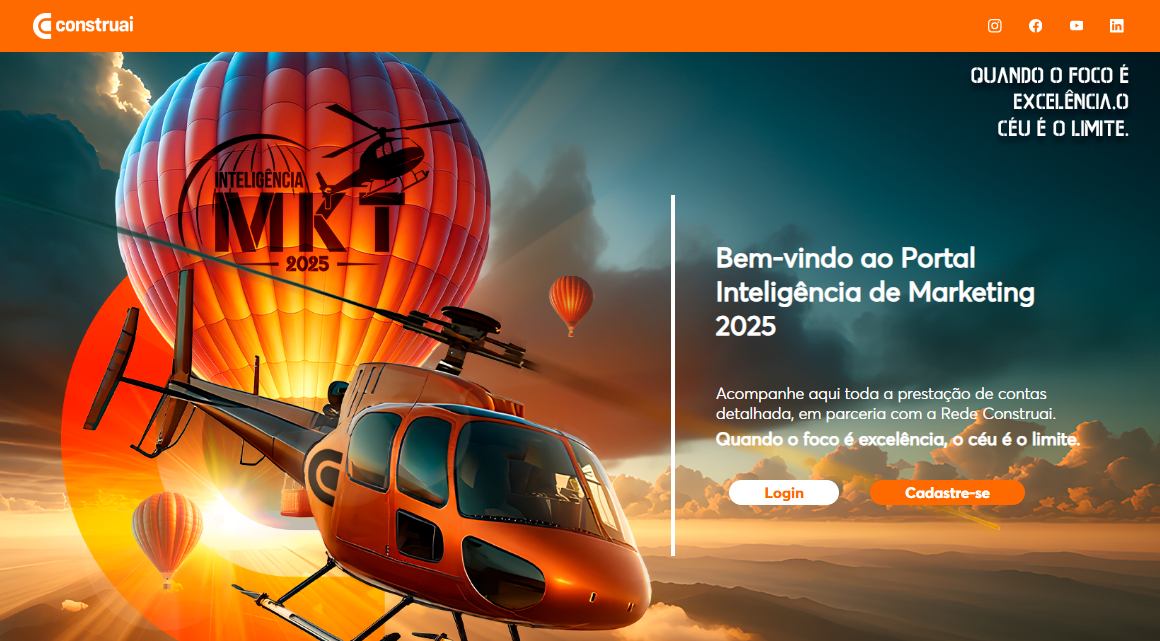 construai
QUANDO O FOCO É
EXCELÊNCIA.O
CÉU É O LIMITE.
INTELIGÊNCIA
MKT
2025
Bem-vindo ao Portal
Inteligência de Marketing
2025
Acompanhe aqui toda a prestação de contas
detalhada, em parceria com a Rede Construai.
Quando o foco é excelência, o céu é o limite.
Login
Cadastre-se